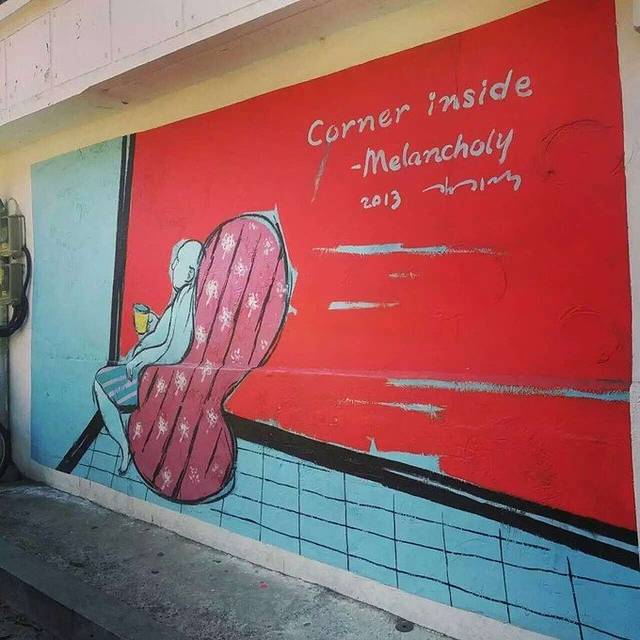 Corner inside
-Melancholy
2013